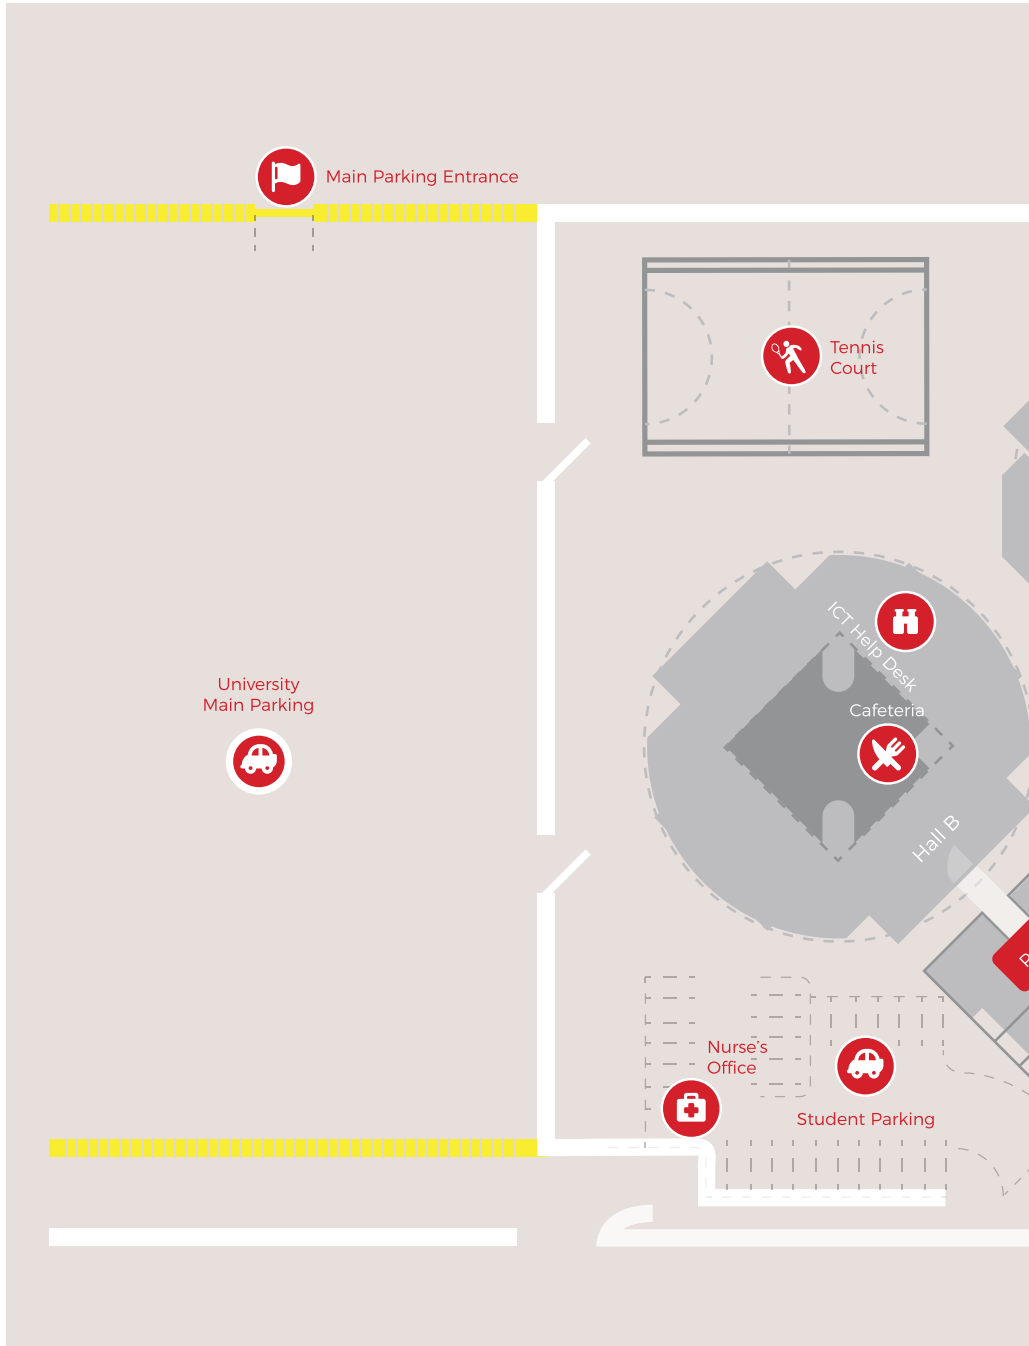 Main Parking Entrance
Tennis
Court
ICT Help Desk
University
Main Parking
Cafeteria
Hall B
Nurse's
Office
Student Parking